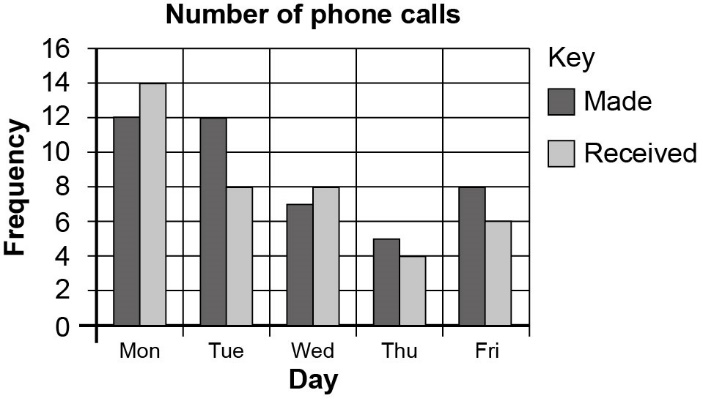 Number of phone calls
Frequency
16
14
12
10
8
6
4
2
0
Mon Tue Wed Thu Fri
Day
Key
Made
Received